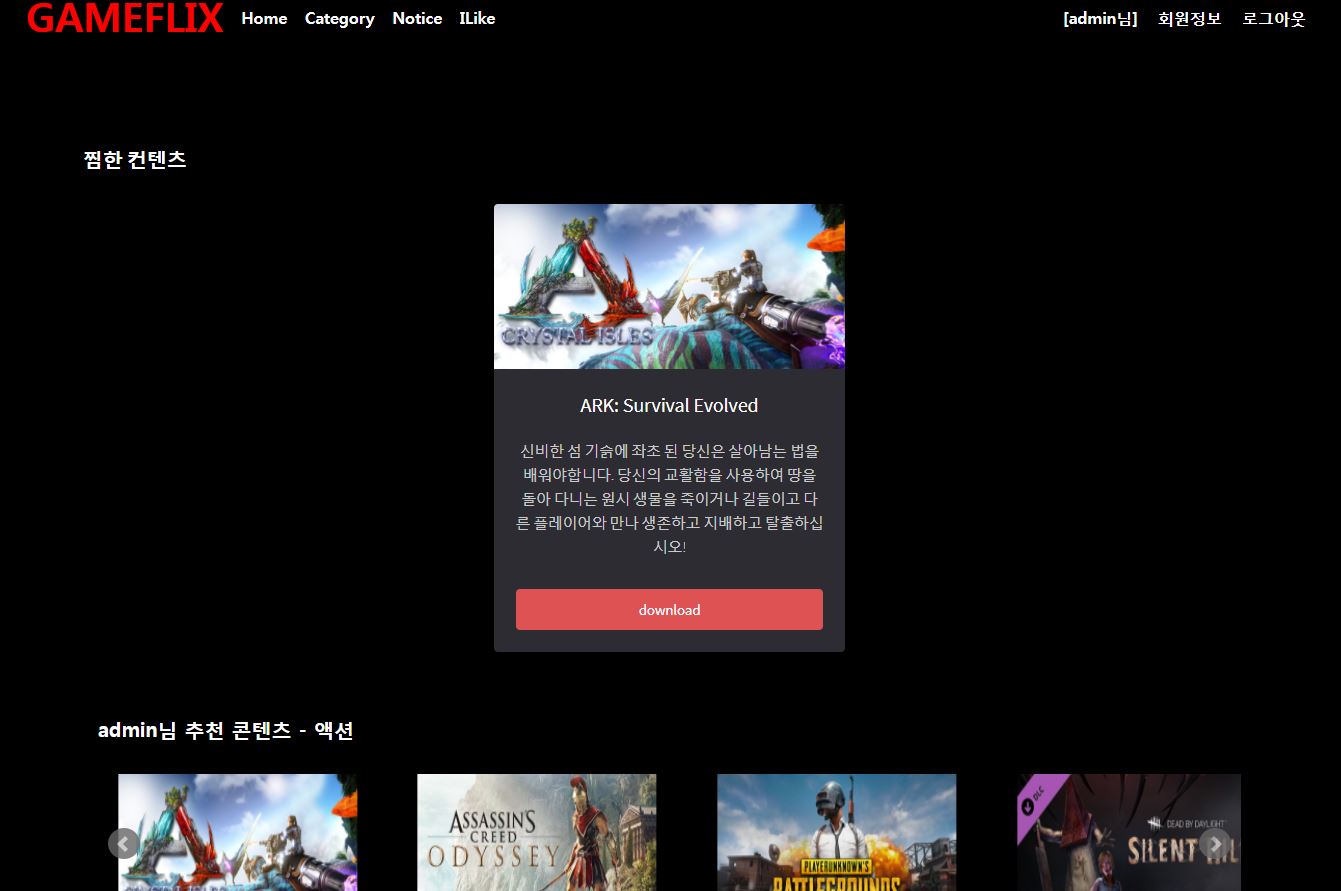 GAMEFLIX Home Category Notice ILike [admin님] 회원정보 로그아웃
찜한 컨텐츠
CRYSTAL ISLES
ARK: Survival Evolved
신비한 섬 기슭에 좌초 된 당신은 살아남는 법을
배워야합니다. 당신의 교활함을 사용하여 땅을
돌아 다니는 원시 생물을 죽이거나 길들이고 다
른 플레이어와 만나 생존하고 지배하고 탈출하십
시오!
download
admin님 추천 콘텐츠 - 액션
ASSASSIN'S
CREED
ODYSSEY
PLAYERUNKNOWN'S
BATTLEGROUNDS
DLC
DEAD BY DAYLIGHT
SILENT